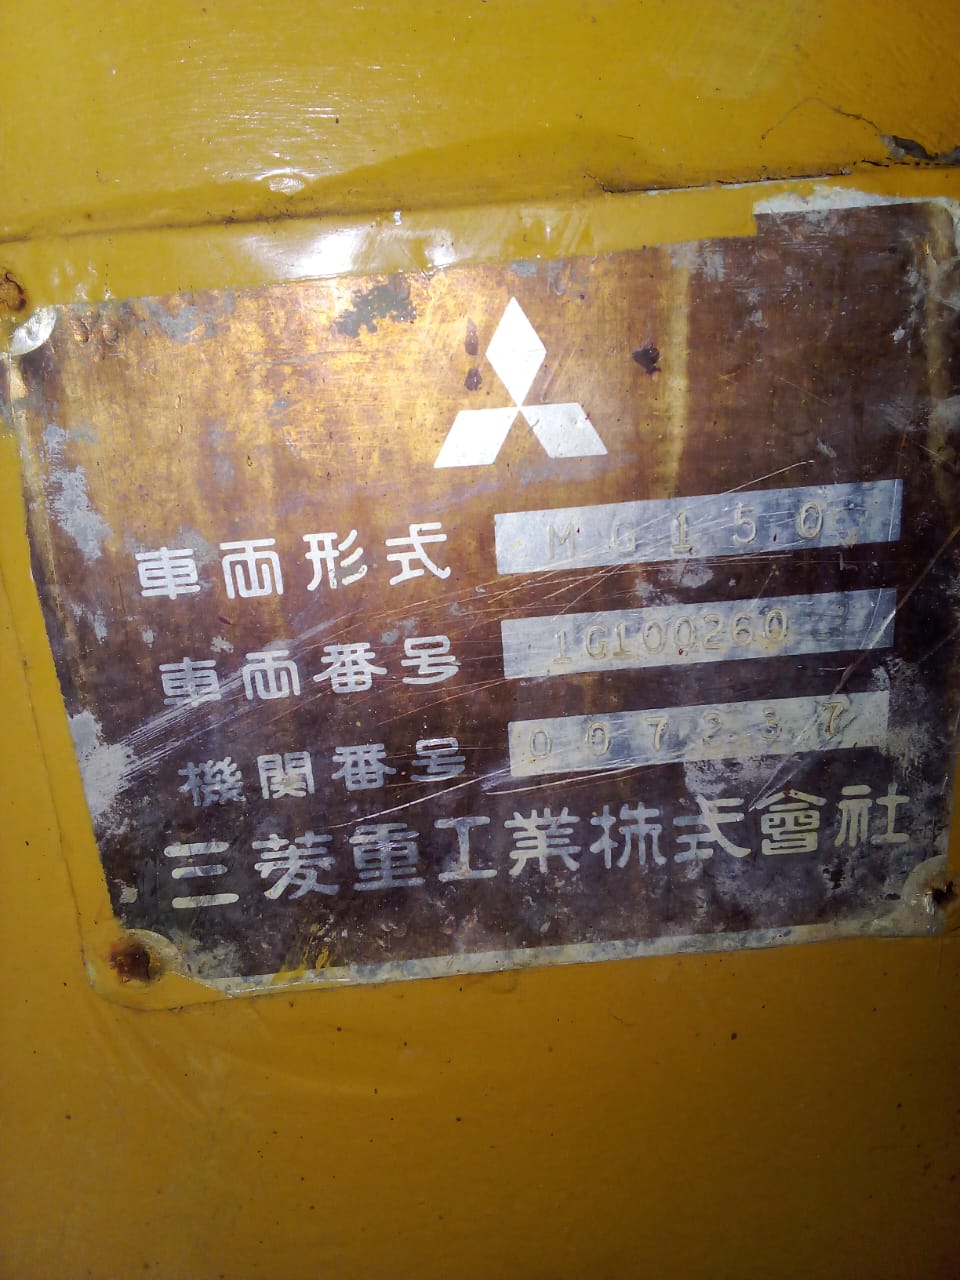 車両形式 MG150
車両番号 1G100260
機関番号 007237
三菱重工業株式會社